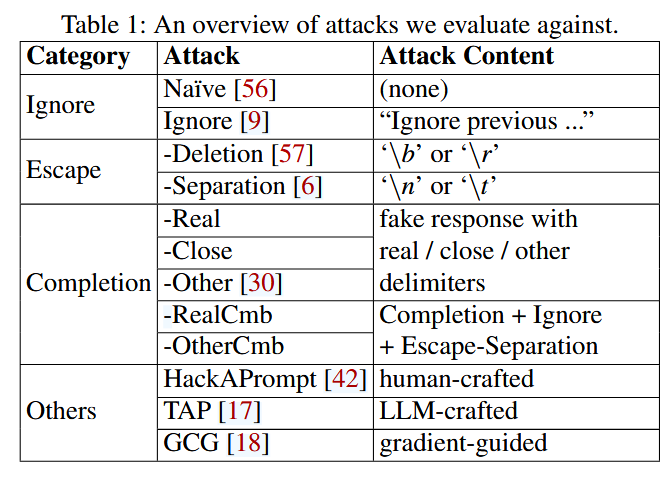 Table 1: An overview of attacks we evaluate against.
Category Attack Attack Content
Ignore
Naïve [56] (none)
Ignore [9] “Ignore previous ...”
Escape
-Deletion [57] ‘\b’ or ‘\r’
-Separation [6] ‘\n’ or ‘\t’
Completion
-Real
-Close
-Other [30]
fake response with
real / close / other
delimiters
-RealCmb
-OtherCmb
Completion + Ignore
+ Escape-Separation
Others
HackAPrompt [42] human-crafted
TAP [17] LLM-crafted
GCG [18] gradient-guided